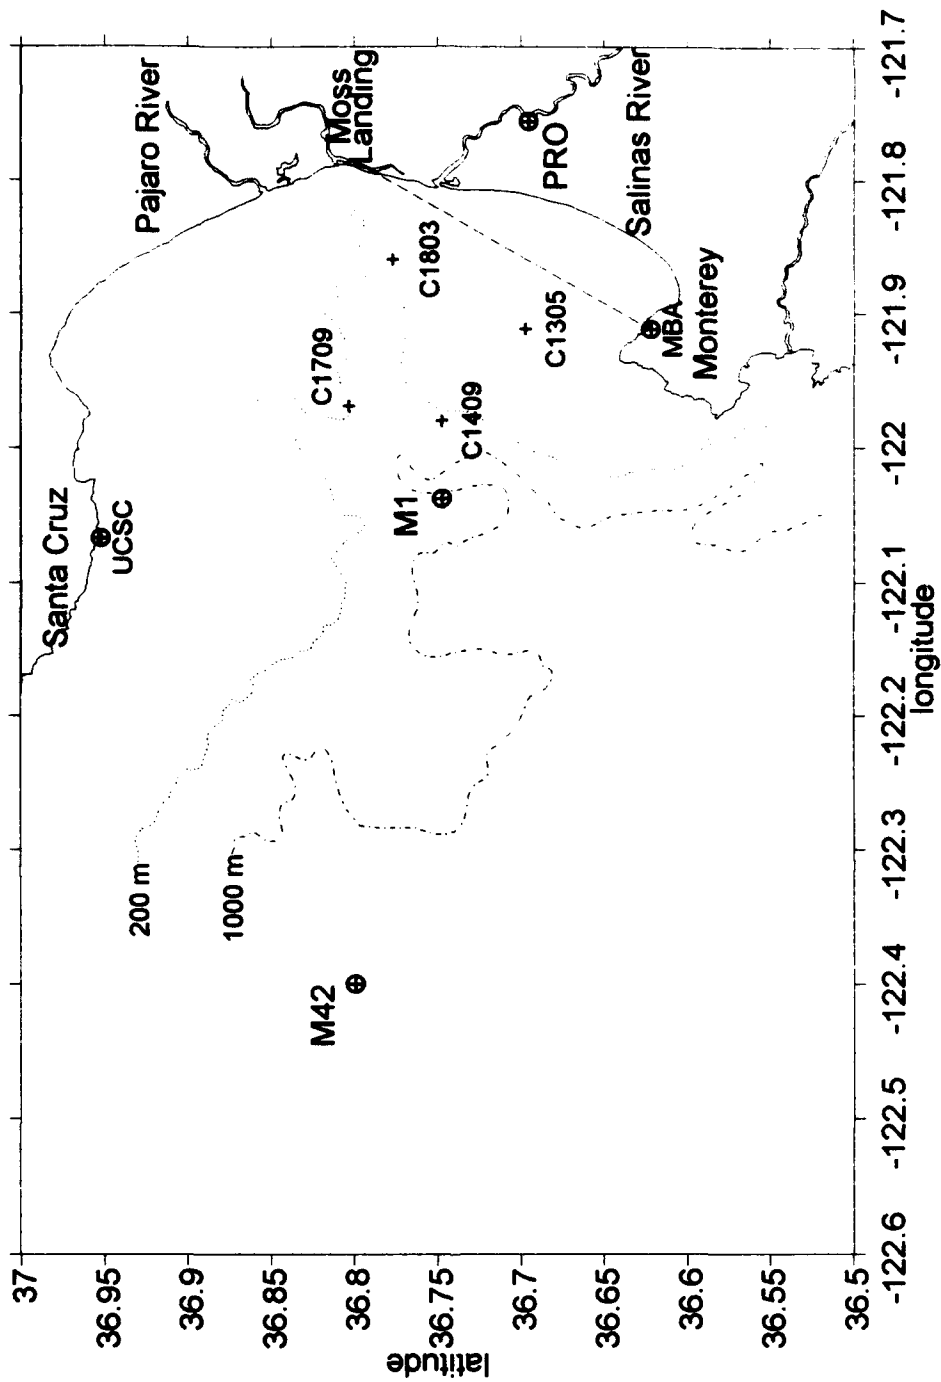 latitude
37
36.95
36.9
36.85
36.8
36.75
36.77
36.65
36.6
36.55
36.5
Santa Cruz
UCSC
Pajaro River
200 m
1000 m
M42
C1709
Moss
Landing
M1
C1409
C1803
C1305
PRO
Salinas River
MBA
Monterey
-122.6 -122.5 -122.4 -122.3 -122.2 -122.1 -122 -121.9 -121.8 -121.7
longitude